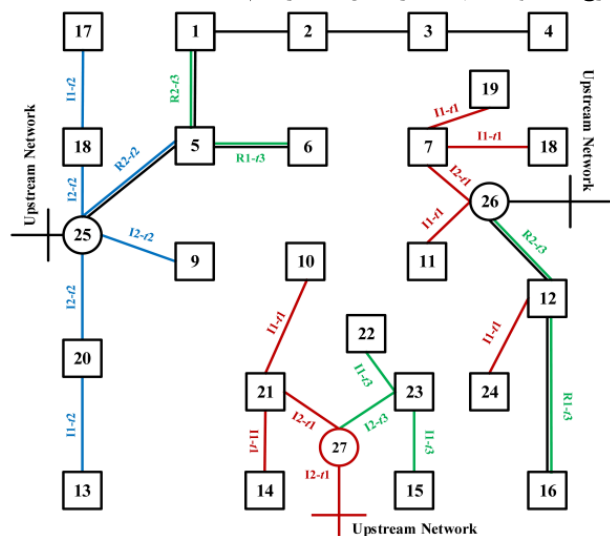 17
1
2
3
4
I1-t2
R2-t3
19
I1-t1
18
5
6
7
I1-t1
18
R2-t2
R1-t3
I2-t1
Upstream Network
Upstream Network
I2-t2
25
I2-t2
9
10
I1-t1
11
26
R2-t3
12
I2-t2
I1-t1
22
I1-t1
20
I1-t3
21
23
24
R1-t3
I2-t1
I2-t3
27
I1-t2
I1-t1
I1-t3
13
14
I2-t1
15
16
Upstream Network